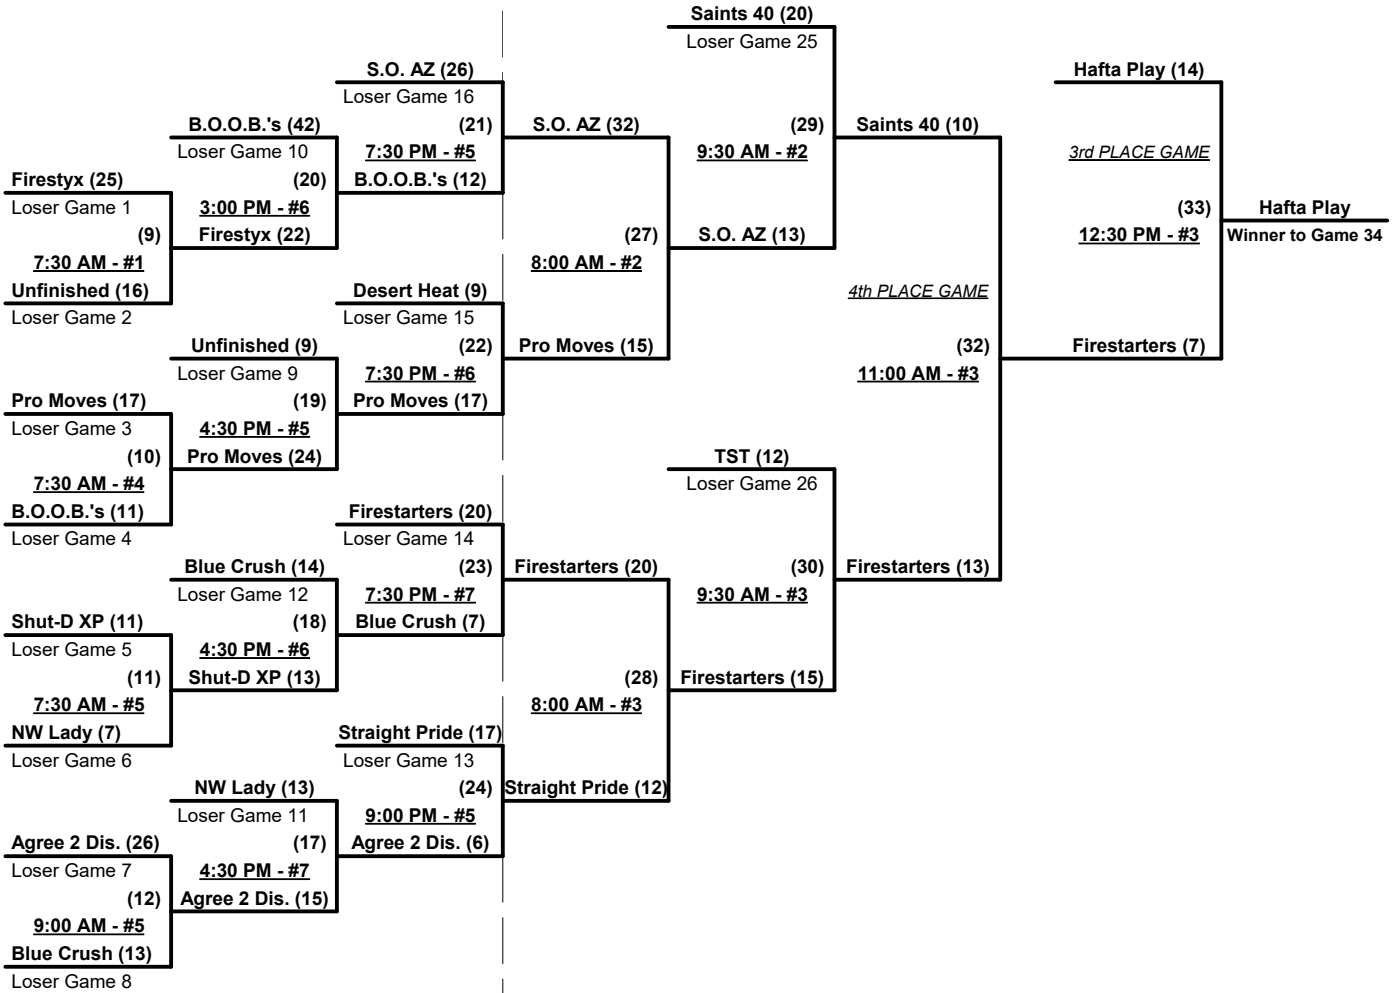 Saints 40 (20)
Loser Game 25
S.O. AZ (26)
Hafta Play (14)
Loser Game 16
B.O.O.B.'s (42)
(21)
S.O. AZ (32)
(29)
Saints 40 (10)
Loser Game 10
7:30 PM - #5
9:30 AM - #2
3rd PLACE GAME
Firestyx (25)
(20)
B.O.O.B.'s (12)
Loser Game 1
3:00 PM - #6
(33)
Hafta Play
(9)
Firestyx (22)
(27)
S.O. AZ (13)
12:30 PM - #3
Winner to Game 34
7:30 AM - #1
8:00 AM - #2
Unfinished (16)
Desert Heat (9)
4th PLACE GAME
Loser Game 2
Loser Game 15
Unfinished (9)
(22)
Pro Moves (15)
(32)
Firestarters (7)
Loser Game 9
7:30 PM - #6
11:00 AM - #3
Pro Moves (17)
(19)
Pro Moves (17)
Loser Game 3
4:30 PM - #5
(10)
Pro Moves (24)
TST (12)
7:30 AM - #4
Loser Game 26
B.O.O.B.'s (11)
Firestarters (20)
Loser Game 4
Loser Game 14
Blue Crush (14)
(23)
Firestarters (20)
(30)
Firestarters (13)
Loser Game 12
7:30 PM - #7
9:30 AM - #3
Shut-D XP (11)
(18)
Blue Crush (7)
Loser Game 5
4:30 PM - #6
(11)
Shut-D XP (13)
(28)
Firestarters (15)
7:30 AM - #5
8:00 AM - #3
NW Lady (7)
Straight Pride (17)
Loser Game 6
Loser Game 13
NW Lady (13)
(24)
Straight Pride (12)
Loser Game 11
9:00 PM - #5
Agree 2 Dis. (26)
(17)
Agree 2 Dis. (6)
Loser Game 7
4:30 PM - #7
(12)
Agree 2 Dis. (15)
9:00 AM - #5
Blue Crush (13)
Loser Game 8